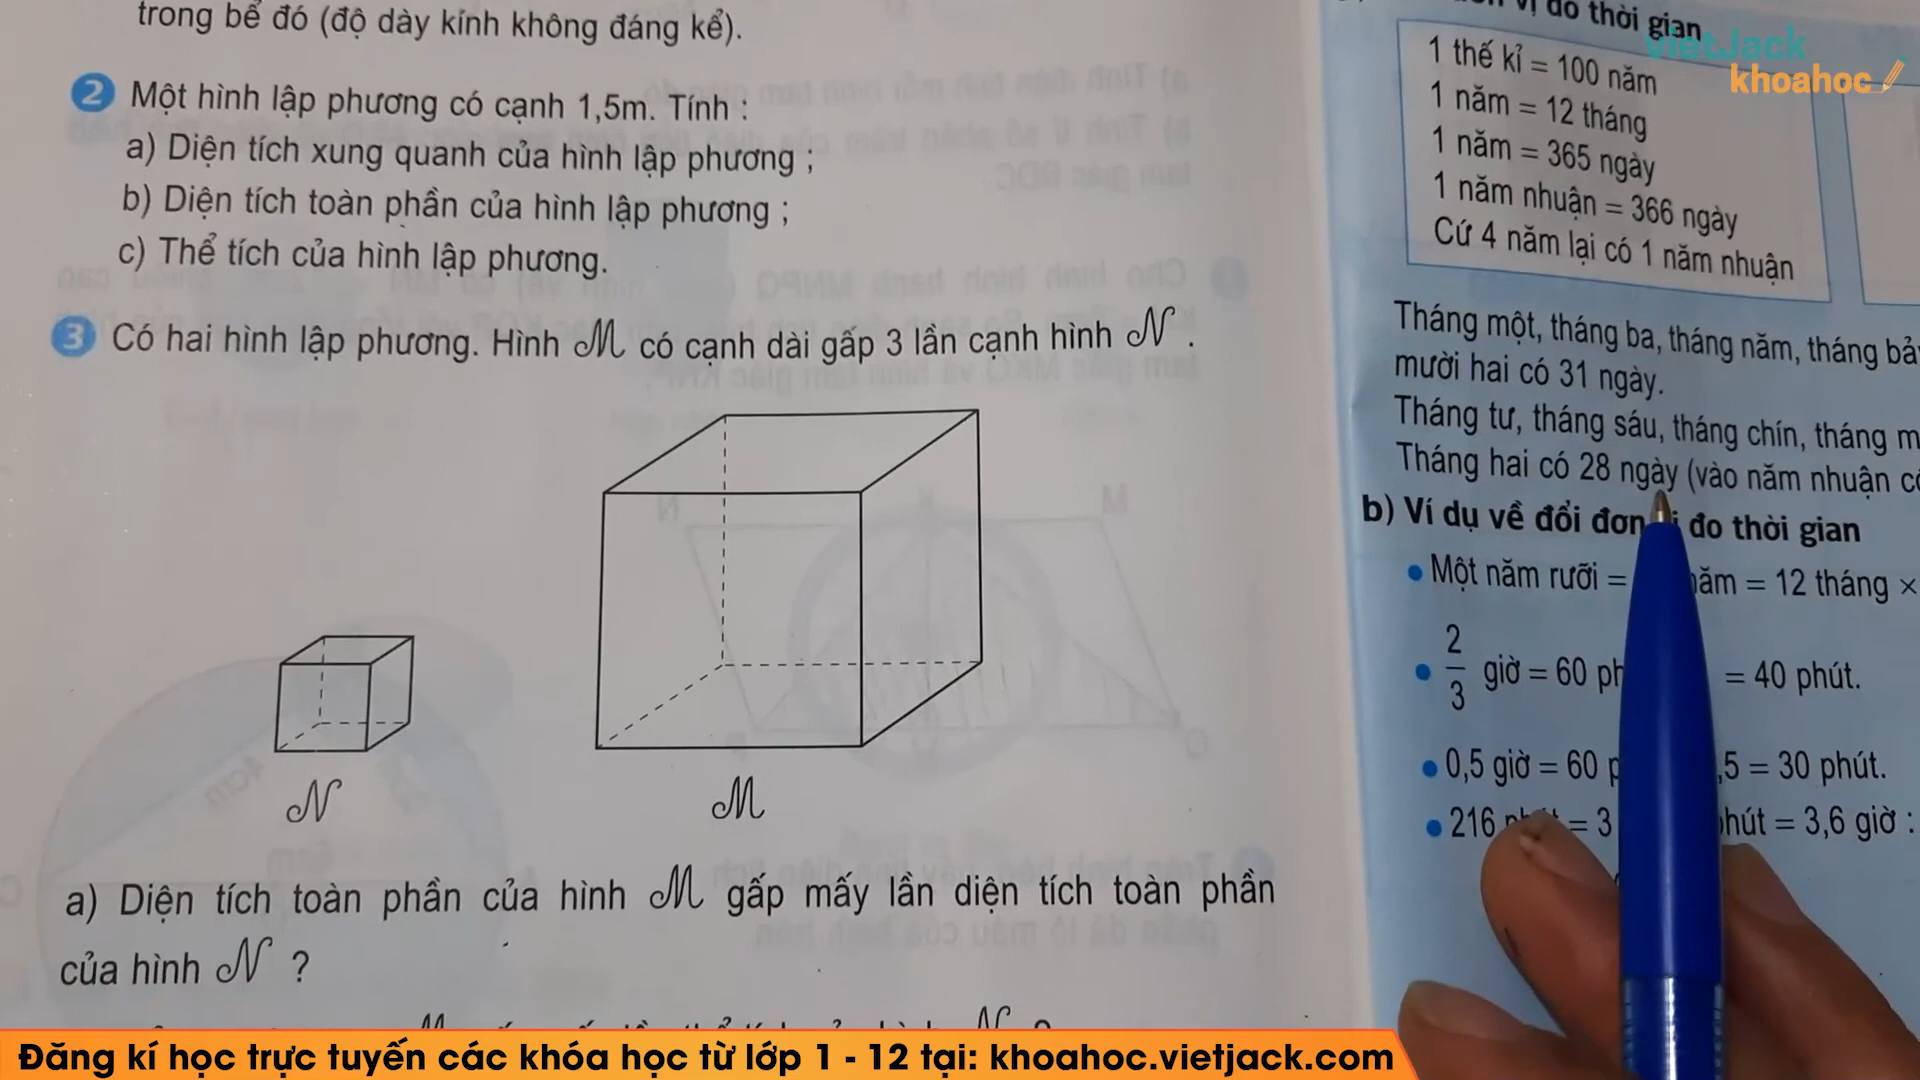 trong bể đó (độ dày kính không đáng kể).
2 Một hình lập phương có cạnh 1,5m. Tính :
a) Diện tích xung quanh của hình lập phương ;
b) Diện tích toàn phần của hình lập phương ;
c) Thể tích của hình lập phương.
3 Có hai hình lập phương. Hình M có cạnh dài gấp 3 lần cạnh hình N .
N
M
a) Diện tích toàn phần của hình M gấp mấy lần diện tích toàn phần
của hình N ?
đo thời gian
1 thế kỉ = 100 năm
1 năm = 12 tháng
1 năm = 365 ngày
1 năm nhuận = 366 ngày
Cứ 4 năm lại có 1 năm nhuận
Tháng một, tháng ba, tháng năm, tháng
mười hai có 31 ngày.
Tháng tư, tháng sáu, tháng chín, tháng
Tháng hai có 28 ngày (vào năm nhuận
b) Ví dụ về đổi đơn đo thời gian
Một năm rưỡi = = 12 tháng ×
2/3 giờ = 60 = 40 phút.
0,5 giờ = 60 ,5 = 30 phút.
216 = 3 = 3,6 giờ :
vietJack
khoahoc
Đăng kí học trực tuyến các khóa học từ lớp 1 - 12 tại: khoahoc.vietjack.com